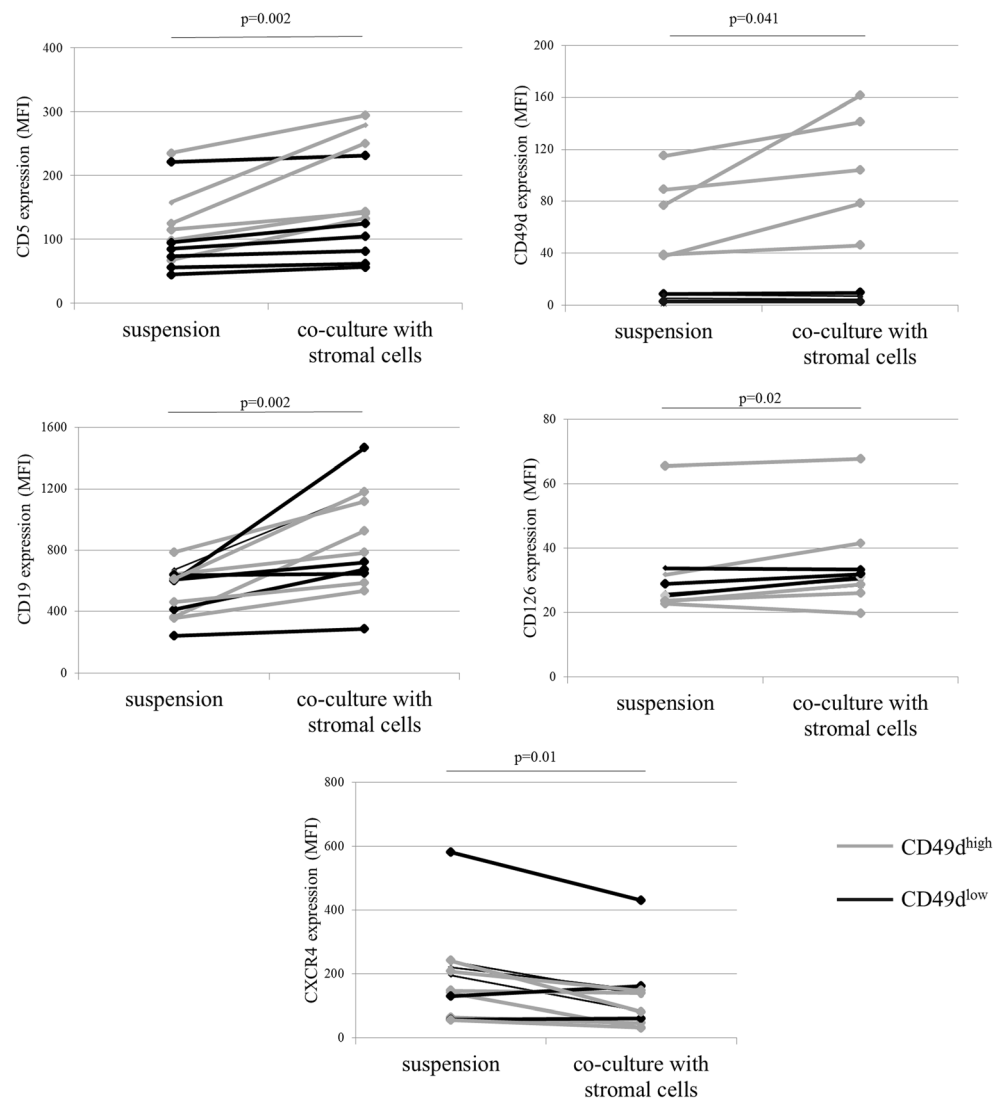 p=0.002
400
300
200
100
0
CD5 expression (MFI)
suspension
co-culture with
stromal cells
p=0.041
200
160
120
80
40
0
CD49d expression (MFI)
suspension
co-culture with
stromal cells
p=0.002
1600
1200
800
400
0
CD19 expression (MFI)
suspension
co-culture with
stromal cells
p=0.02
80
60
40
20
0
CD126 expression (MFI)
suspension
co-culture with
stromal cells
p=0.01
800
600
400
200
0
CXCR4 expression (MFI)
suspension
co-culture with
stromal cells
CD49d^high
CD49d^low